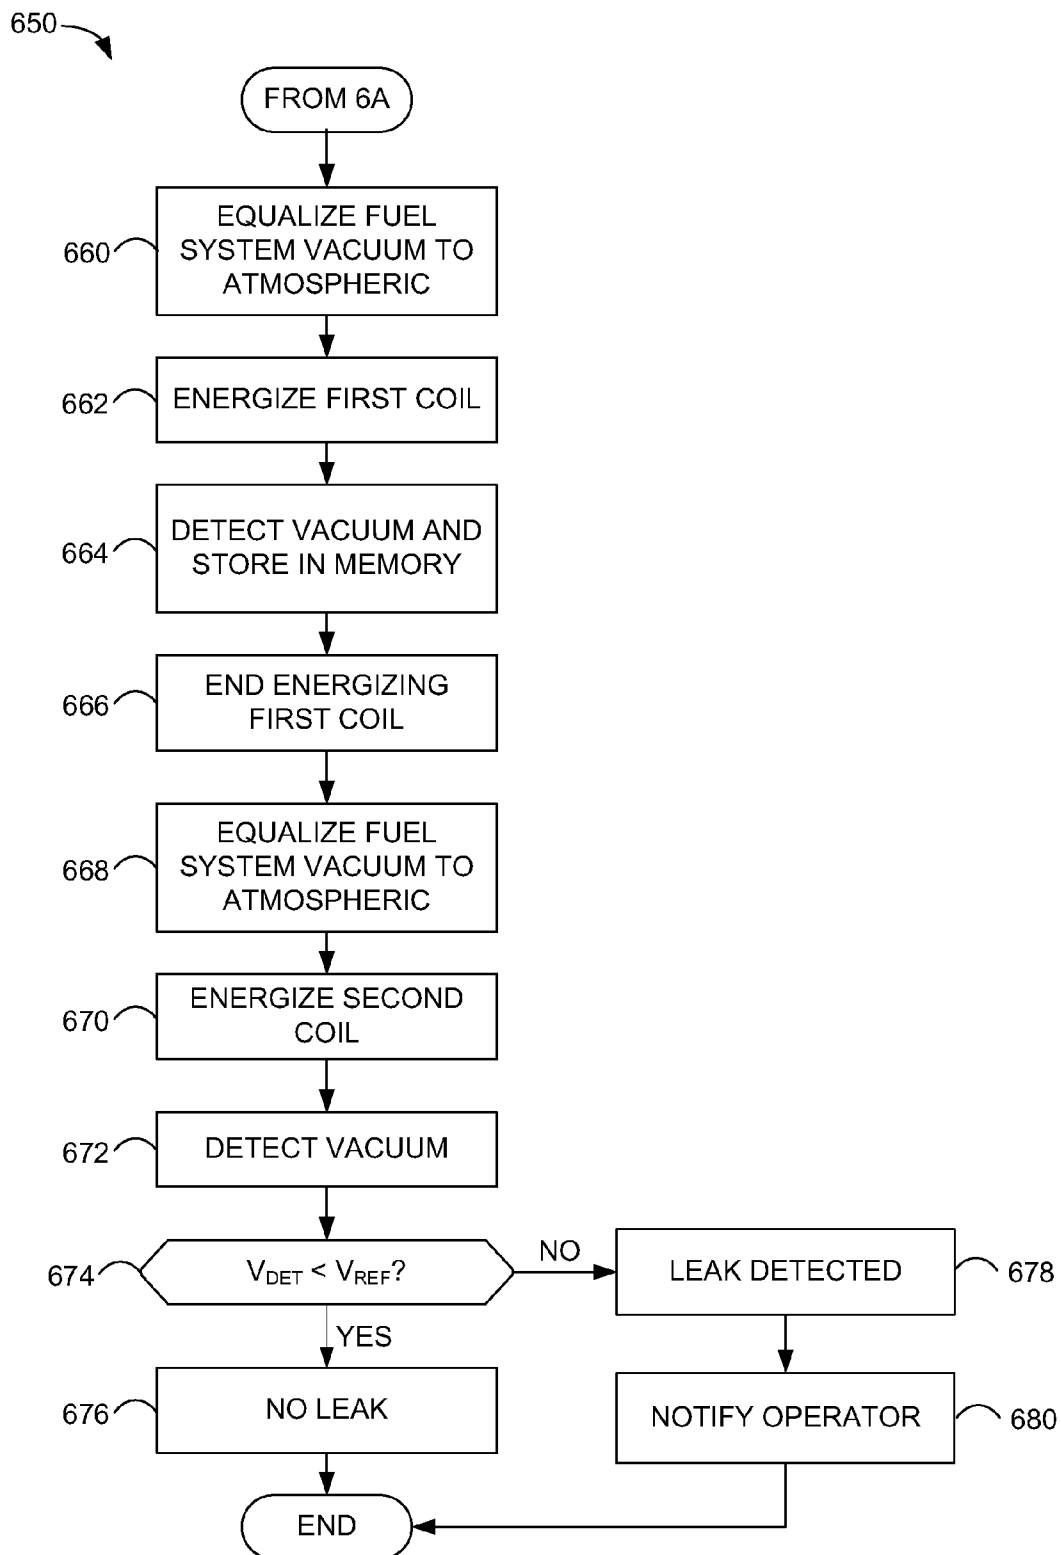 650
FROM 6A
660
EQUALIZE FUEL
SYSTEM VACUUM TO
ATMOSPHERIC
662
ENERGIZE FIRST COIL
664
DETECT VACUUM AND
STORE IN MEMORY
666
END ENERGIZING
FIRST COIL
668
EQUALIZE FUEL
SYSTEM VACUUM TO
ATMOSPHERIC
670
ENERGIZE SECOND
COIL
672
DETECT VACUUM
674
V_DET < V_REF?
NO
LEAK DETECTED
678
YES
676
NO LEAK
NOTIFY OPERATOR
680
END